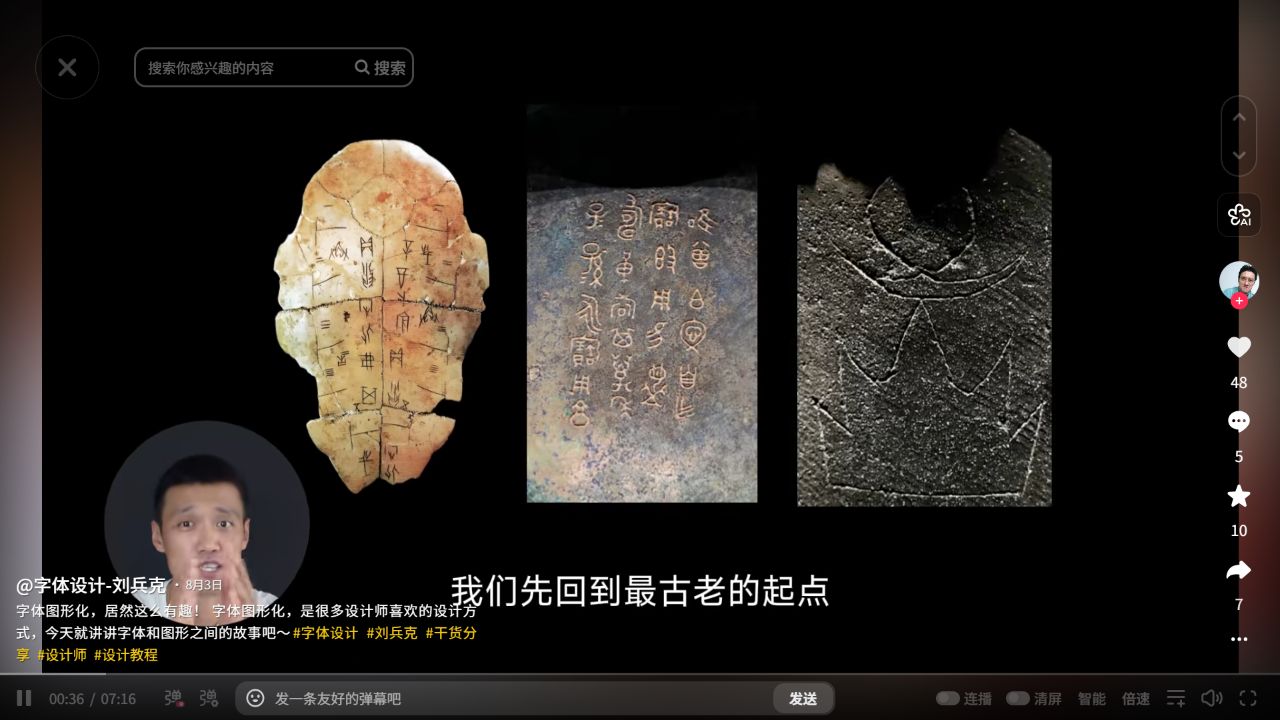 搜索你感兴趣的内容
搜索
AI
48
5
10
7
我们先回到最古老的起点
@字体设计-刘兵克 · 8月3日
字体图形化，居然这么有趣！ 字体图形化，是很多设计师喜欢的设计方
式，今天就讲讲字体和图形之间的故事吧～#字体设计 #刘兵克 #干货分
享 #设计师 #设计教程
00:36 / 07:16
弹
弹
发一条友好的弹幕吧
发送
连播
清屏
智能
倍速